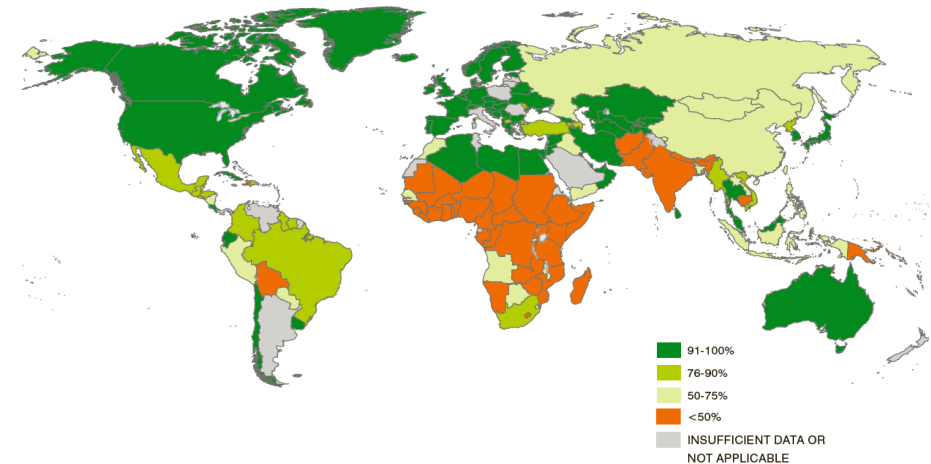 91-100%
76-90%
50-75%
<50%
INSUFFICIENT DATA OR
NOT APPLICABLE